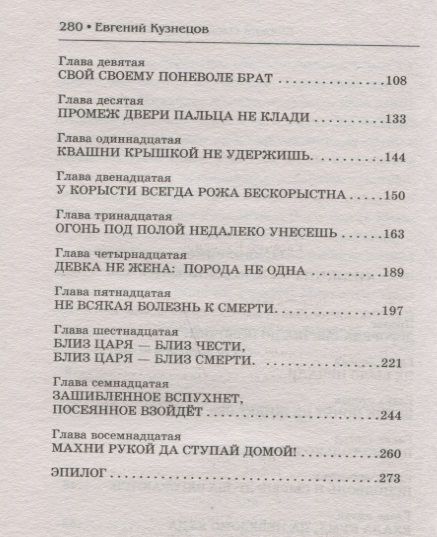 280 • Евгений Кузнецов
Глава девятая
СВОЙ СВОЕМУ ПОНЕВОЛЕ БРАТ ..............108
Глава десятая
ПРОМЕЖ ДВЕРИ ПАЛЬЦА НЕ КЛАДИ .........133
Глава одиннадцатая
КВАШНИ КРЫШКОЙ НЕ УДЕРЖИШЬ. .........144
Глава двенадцатая
У КОРЫСТИ ВСЕГДА РОЖА БЕСКОРЫСТНА .....150
Глава тринадцатая
ОГОНЬ ПОД ПОЛОЙ НЕДАЛЕКО УНЕСЕШЬ ......163
Глава четырнадцатая
ДЕВКА НЕ ЖЕНА: ПОРОДА НЕ ОДНА ..........189
Глава пятнадцатая
НЕ ВСЯКАЯ БОЛЕЗНЬ К СМЕРТИ. .............197
Глава шестнадцатая
БЛИЗ ЦАРЯ — БЛИЗ ЧЕСТИ,
БЛИЗ ЦАРЯ — БЛИЗ СМЕРТИ. ...............221
Глава семнадцатая
ЗАШИБЛЕННОЕ ВСПУХНЕТ,
ПОСЕЯННОЕ ВЗОЙДЁТ ......................244
Глава восемнадцатая
МАХНИ РУКОЙ ДА СТУПАЙ ДОМОЙ! ..........260
ЭПИЛОГ ..................................273